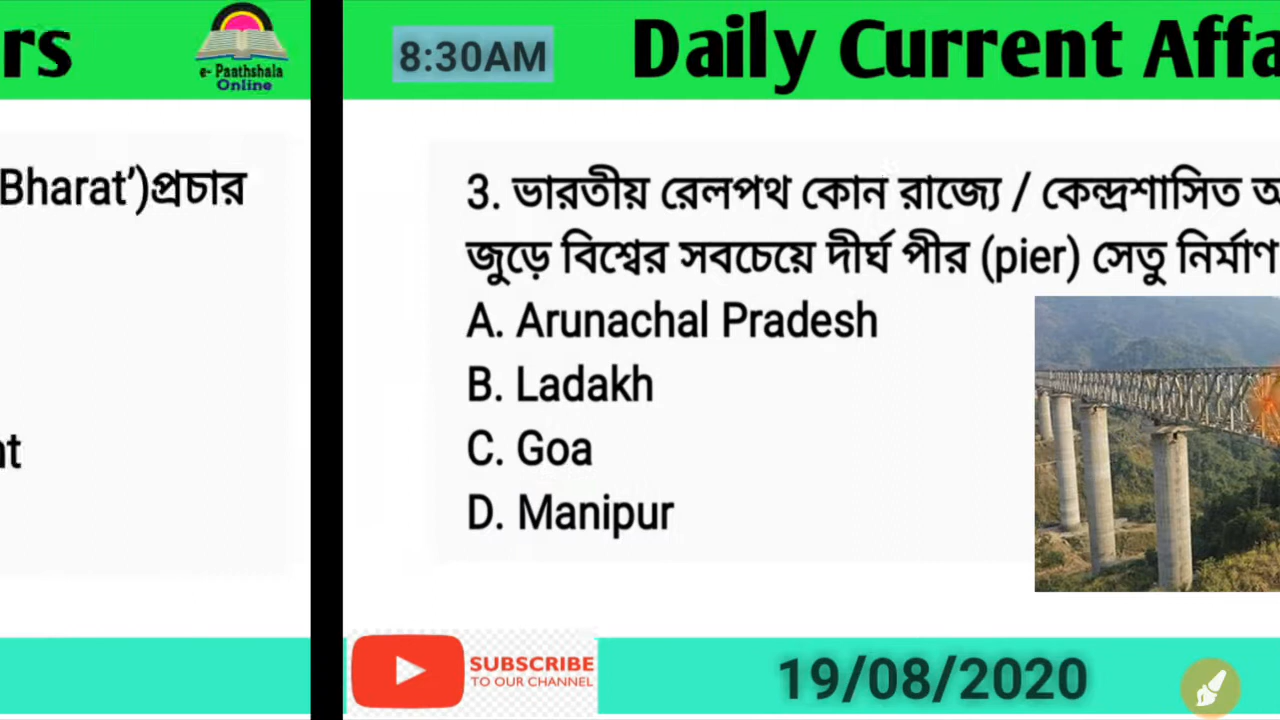 rs
e- Paathshala
Online
Bharat’)প্রচার
nt
8:30AM
Daily Current Affa
3. ভারতীয় রেলপথ কোন রাজ্যে / কেন্দ্রশাসিত অ
জুড়ে বিশ্বের সবচেয়ে দীর্ঘ পীর (pier) সেতু নির্মাণ
A. Arunachal Pradesh
B. Ladakh
C. Goa
D. Manipur
SUBSCRIBE
TO OUR CHANNEL
19/08/2020